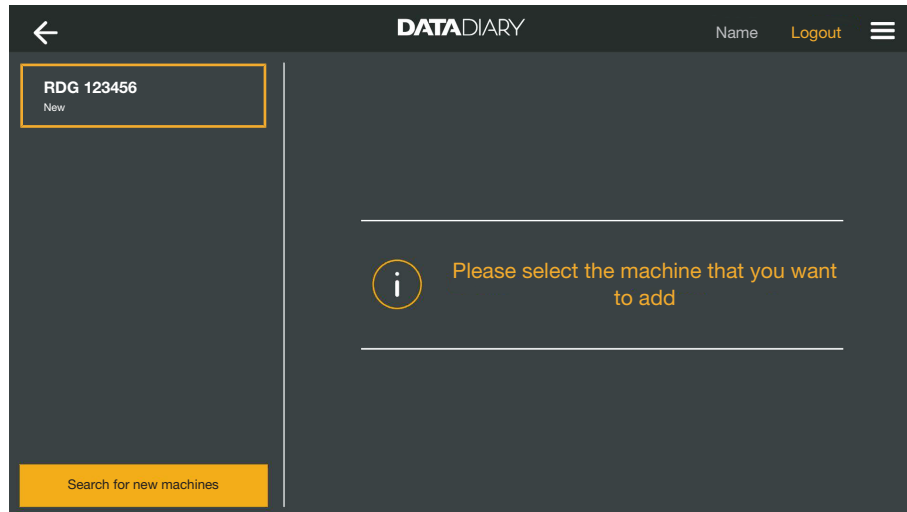 DATADIARY
Name Logout
RDG 123456
New
i
Please select the machine that you want
to add
Search for new machines